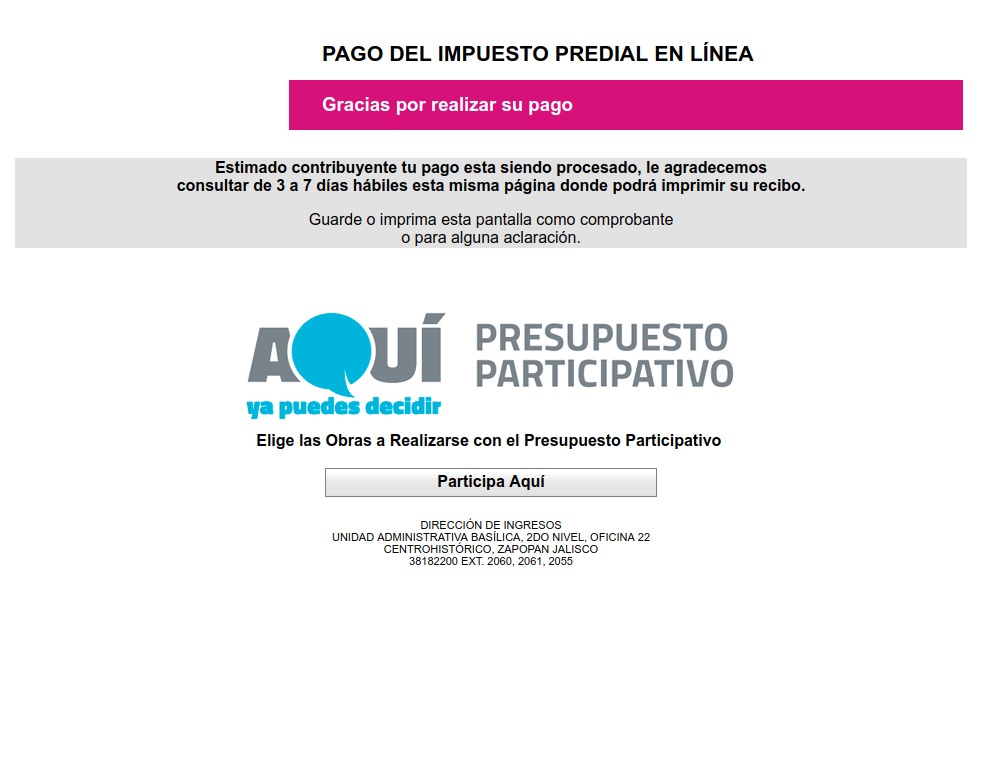 PAGO DEL IMPUESTO PREDIAL EN LÍNEA
Gracias por realizar su pago
Estimado contribuyente tu pago esta siendo procesado, le agradecemos
consultar de 3 a 7 días hábiles esta misma página donde podrá imprimir su recibo.
Guarde o imprima esta pantalla como comprobante
o para alguna aclaración.
AQUÍ
ya puedes decidir
PRESUPUESTO
PARTICIPATIVO
Elige las Obras a Realizarse con el Presupuesto Participativo
Participa Aquí
DIRECCIÓN DE INGRESOS
UNIDAD ADMINISTRATIVA BASÍLICA, 2DO NIVEL, OFICINA 22
CENTROHISTÓRICO, ZAPOPAN JALISCO
38182200 EXT. 2060, 2061, 2055